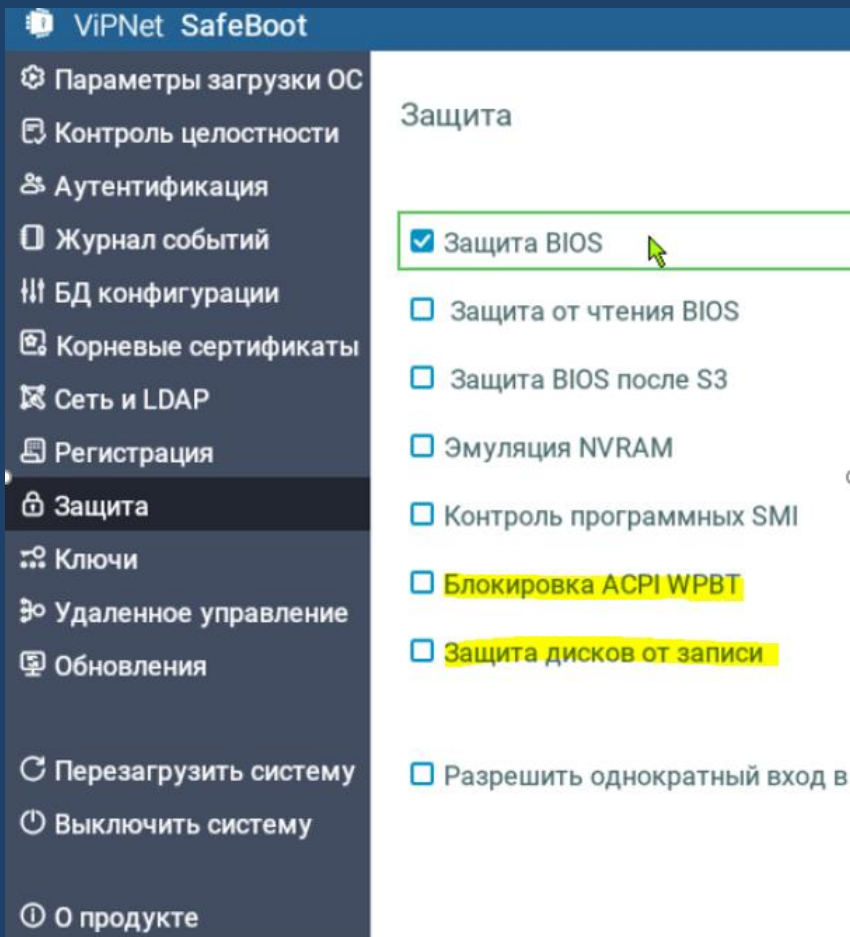 ViPNet SafeBoot
Параметры загрузки ОС
Контроль целостности
Аутентификация
Журнал событий
БД конфигурации
Корневые сертификаты
Сеть и LDAP
Регистрация
Защита
Ключи
Удаленное управление
Обновления
Перезагрузить систему
Выключить систему
О продукте
Защита
Защита BIOS
Защита от чтения BIOS
Защита BIOS после S3
Эмуляция NVRAM
Контроль программных SMI
Блокировка ACPI WPBT
Защита дисков от записи
Разрешить однократный вход в